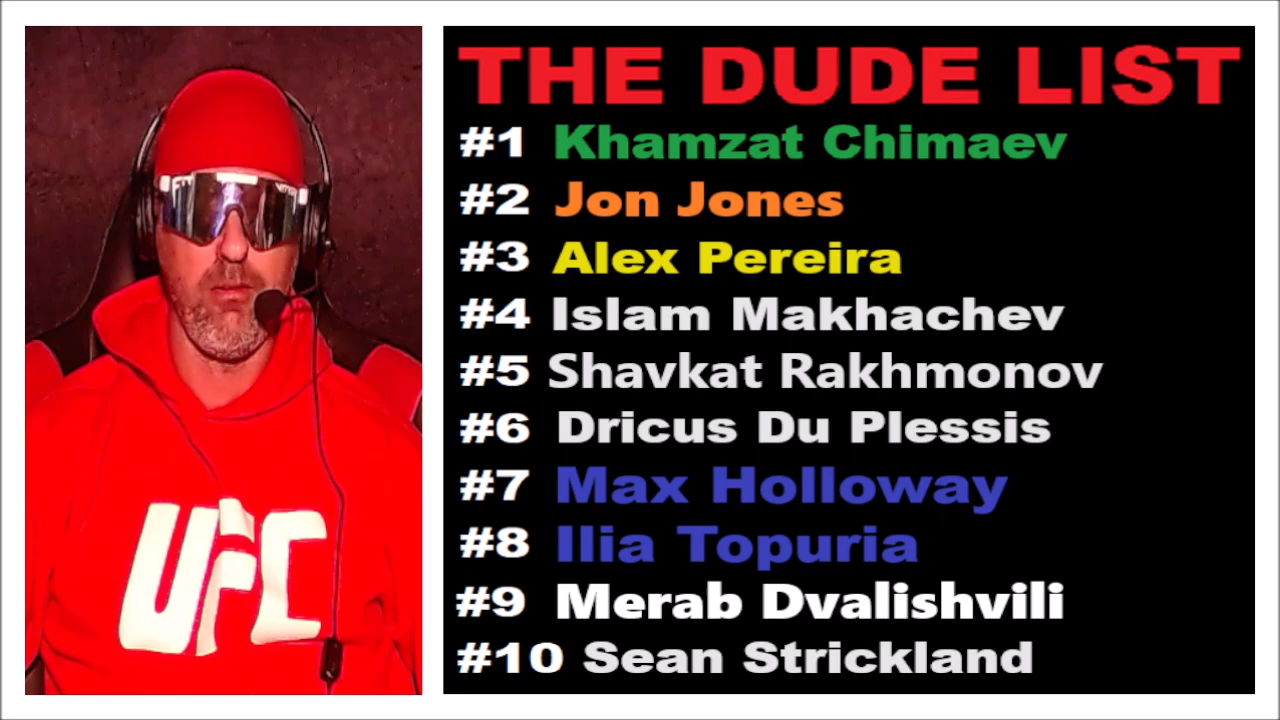 THE DUDE LIST
#1 Khamzat Chimaev
#2 Jon Jones
#3 Alex Pereira
#4 Islam Makhachev
#5 Shavkat Rakhmonov
#6 Dricus Du Plessis
#7 Max Holloway
#8 Ilia Topuria
#9 Merab Dvalishvili
#10 Sean Strickland
UFC